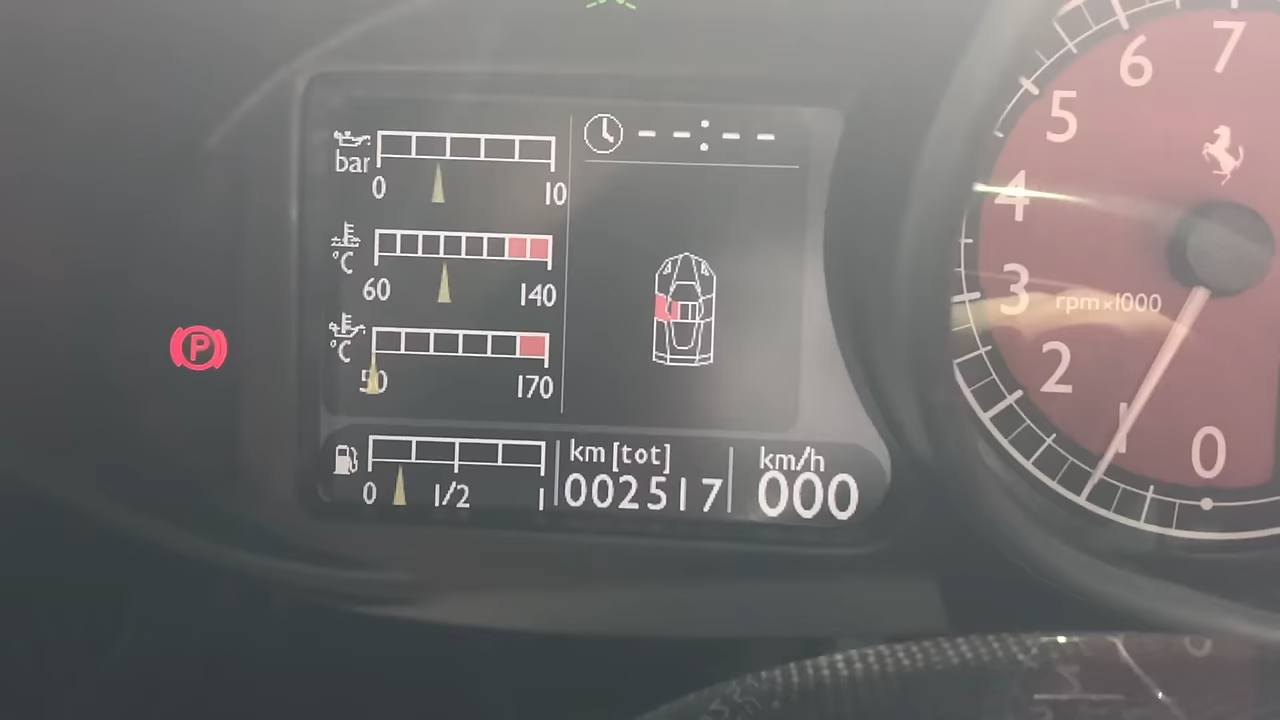 bar
0 10
- - : - -
°C
60 140
°C
50 170
0 1/2 1
km [tot]
002517
km/h
000
P
7
6
5
4
3
2
1
0
rpm×1000